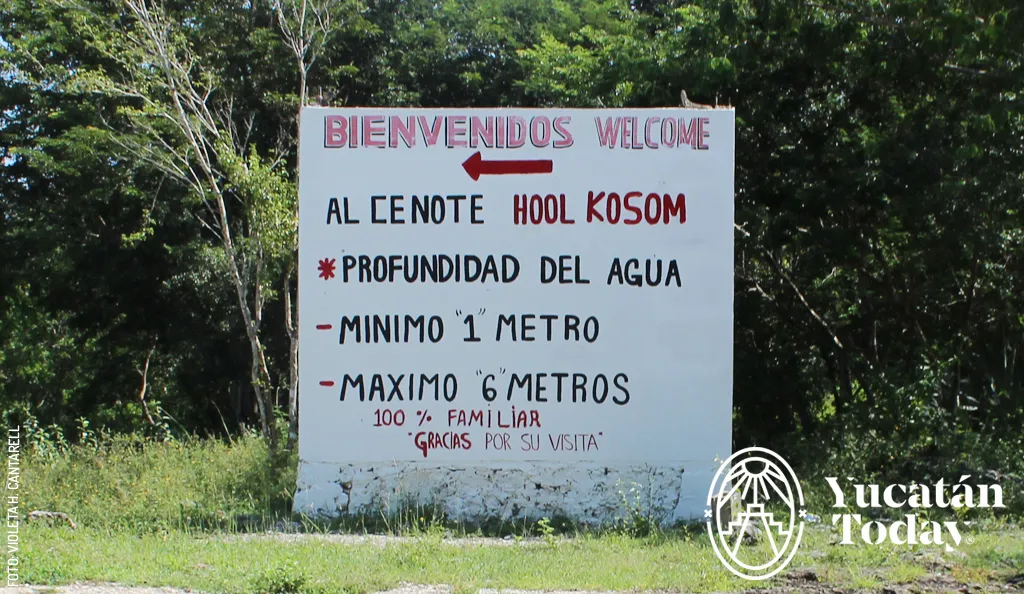 BIENVENIDOS WELCOME
AL CENOTE HOOL KOSOM
* PROFUNDIDAD DEL AGUA
- MINIMO "1" METRO
- MAXIMO "6" METROS
100 % FAMILIAR
"GRACIAS POR SU VISITA"
Yucatán
Today®
FOTO: VIOLETA H. CANTARELL